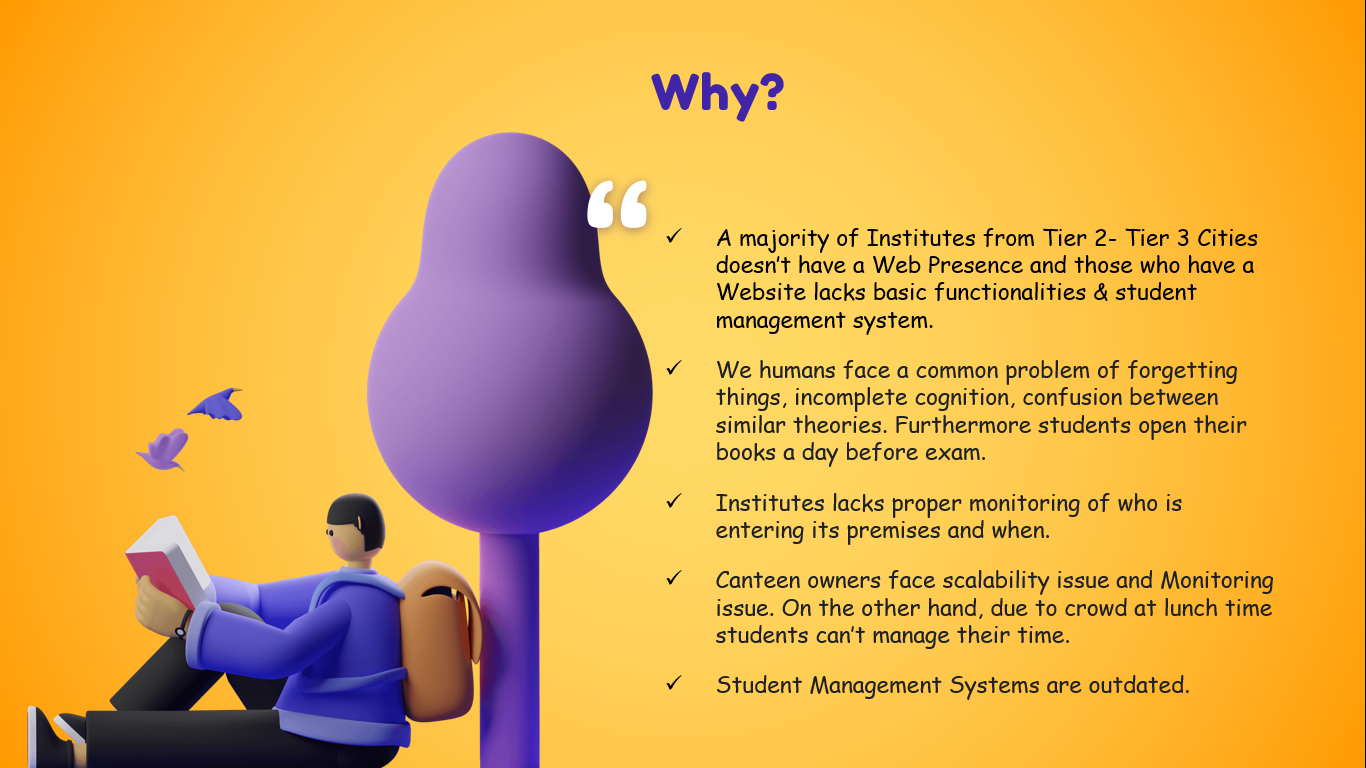 Why?
“
✓ A majority of Institutes from Tier 2- Tier 3 Cities
doesn’t have a Web Presence and those who have a
Website lacks basic functionalities & student
management system.
✓ We humans face a common problem of forgetting
things, incomplete cognition, confusion between
similar theories. Furthermore students open their
books a day before exam.
✓ Institutes lacks proper monitoring of who is
entering its premises and when.
✓ Canteen owners face scalability issue and Monitoring
issue. On the other hand, due to crowd at lunch time
students can’t manage their time.
✓ Student Management Systems are outdated.